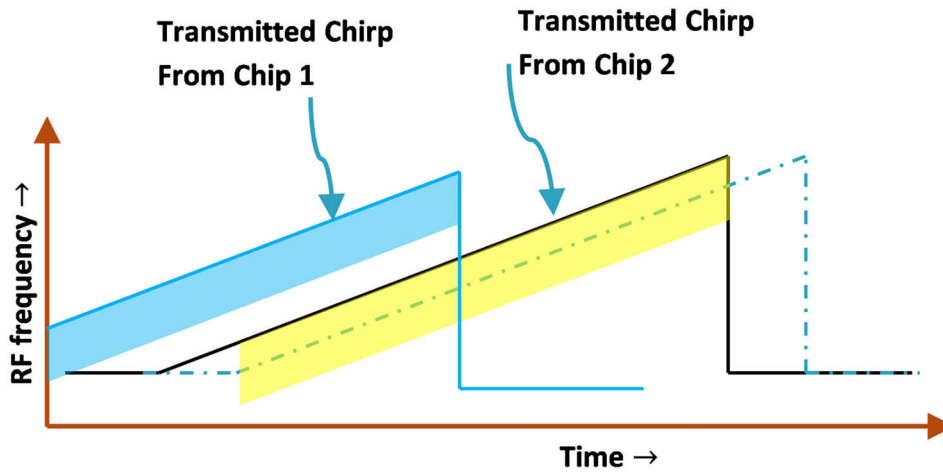 Transmitted Chirp
From Chip 1
Transmitted Chirp
From Chip 2
RF frequency →
Time →